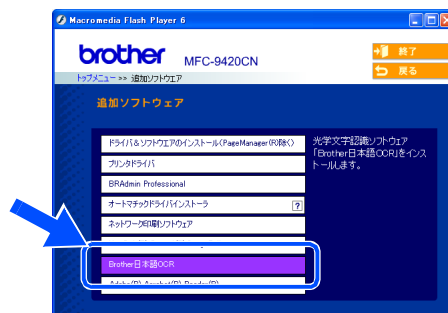 Macromedia Flash Player 6
brother
MFC-9420CN
終了
戻る
トップメニュー >> 追加ソフトウエア
追加ソフトウェア
ドライバ&ソフトウエアのインストール(PageManager(R)除く)
プリンタドライバ
BRAdmin Professional
オートマチックドライバインストーラ
?
ネットワーク印刷ソフトウェア
Brother日本語OCR
Adobe(R) Acrobat(R) Reader(R)
光学文字認識ソフトウェア
「Brother日本語OCR」をインス
トールします。